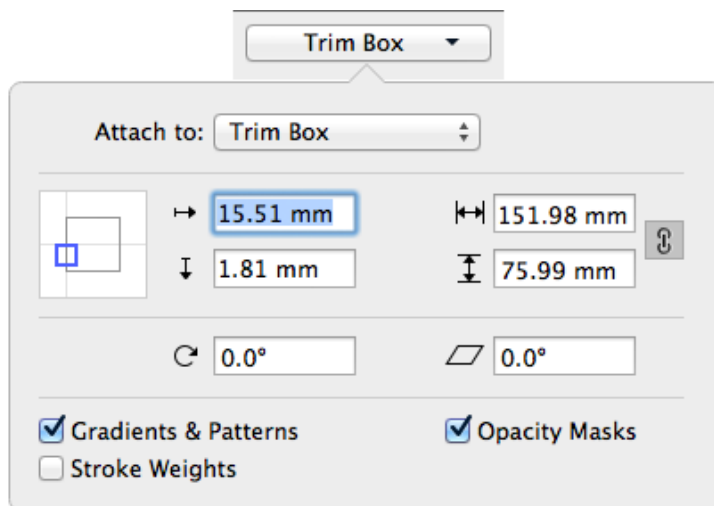 Trim Box
Attach to: Trim Box
15.51 mm 151.98 mm
1.81 mm 75.99 mm
0.0° 0.0°
Gradients & Patterns Opacity Masks
Stroke Weights